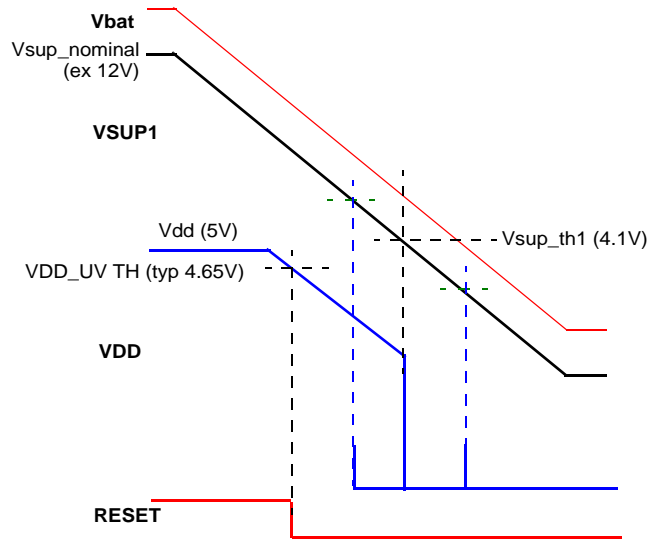 Vbat
Vsup_nominal
(ex 12V)
VSUP1
Vdd (5V)
Vsup_th1 (4.1V)
VDD_UV TH (typ 4.65V)
VDD
RESET